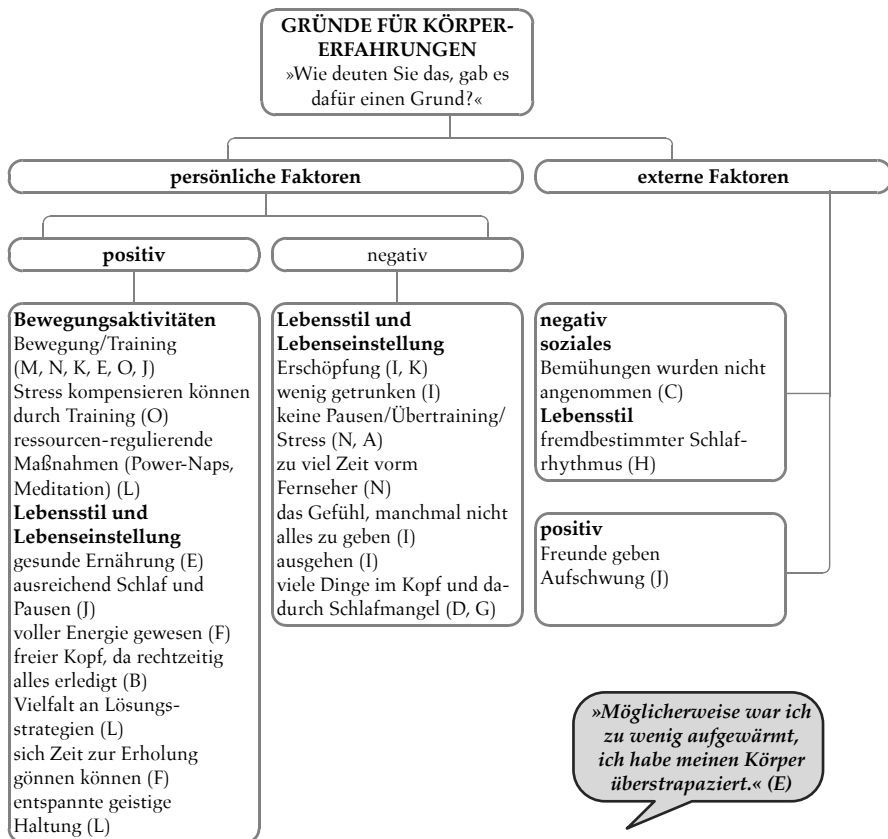 GRÜNDE FÜR KÖRPER-
ERFAHRUNGEN
»Wie deuten Sie das, gab es
dafür einen Grund?«
persönliche Faktoren
externe Faktoren
positiv
negativ
Bewegungsaktivitäten
Bewegung/Training
(M, N, K, E, O, J)
Stress kompensieren können
durch Training (O)
ressourcen-regulierende
Maßnahmen (Power-Naps,
Meditation) (L)
Lebensstil und
Lebenseinstellung
gesunde Ernährung (E)
ausreichend Schlaf und
Pausen (J)
voller Energie gewesen (F)
freier Kopf, da rechtzeitig
alles erledigt (B)
Vielfalt an Lösungs-
strategien (L)
sich Zeit zur Erholung
gönnen können (F)
entspannte geistige
Haltung (L)
Lebensstil und
Lebenseinstellung
Erschöpfung (I, K)
wenig getrunken (I)
keine Pausen/Übertraining/
Stress (N, A)
zu viel Zeit vorm
Fernseher (N)
das Gefühl, manchmal nicht
alles zu geben (I)
ausgehen (I)
viele Dinge im Kopf und da-
durch Schlafmangel (D, G)
negativ
soziales
Bemühungen wurden nicht
angenommen (C)
Lebensstil
fremdbestimmter Schlaf-
rhythmus (H)
positiv
Freunde geben
Aufschwung (J)
»Möglicherweise war ich
zu wenig aufgewärmt,
ich habe meinen Körper
überstrapaziert.« (E)